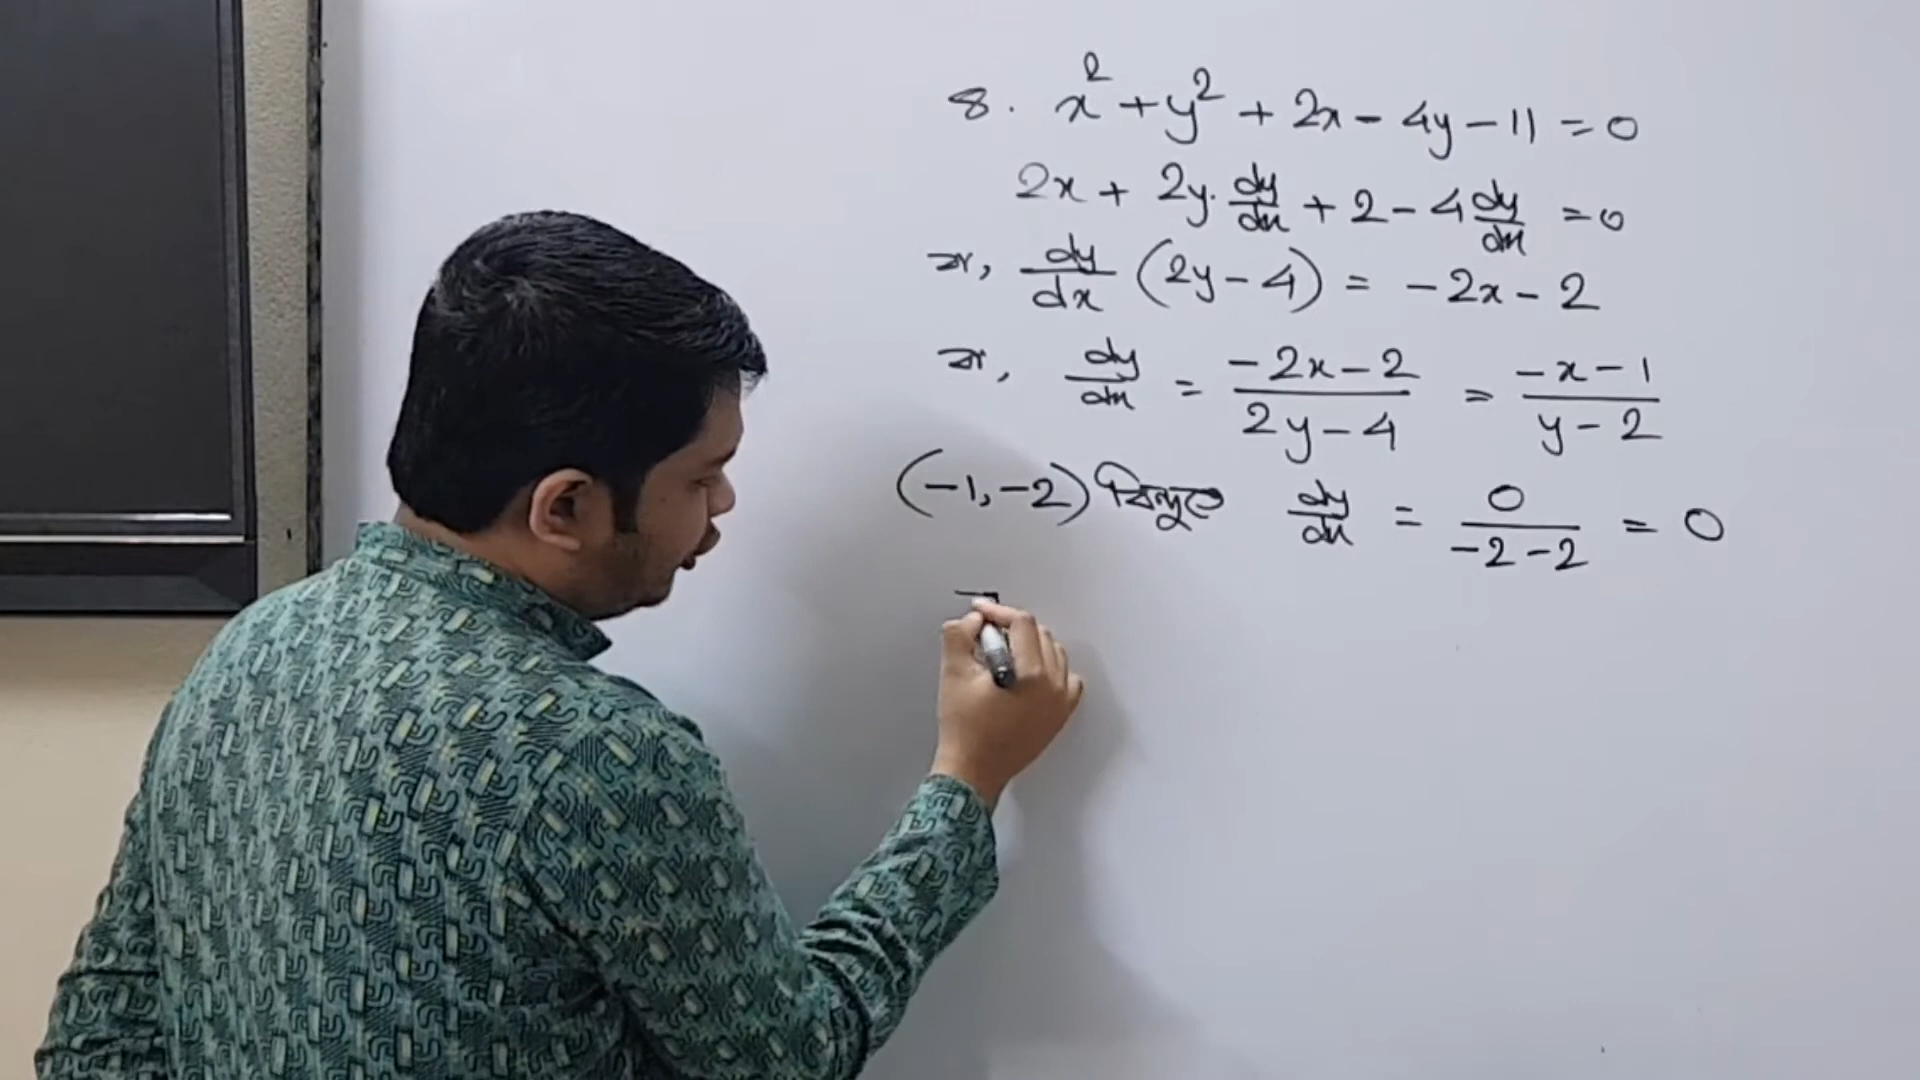 8. x² + y² + 2x - 4y - 11 = 0
2x + 2y. dy/dx + 2 - 4 dy/dx = 0
বা, dy/dx (2y - 4) = -2x - 2
বা, dy/dx = (-2x - 2)/(2y - 4) = (-x - 1)/(y - 2)
(-1, -2) বিন্দুতে dy/dx = 0/(-2 - 2) = 0